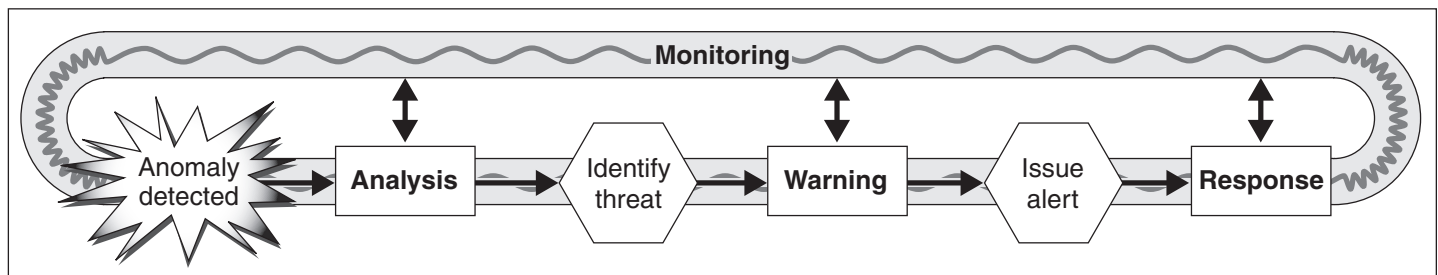 Monitoring
Anomaly
detected
Analysis
Identify
threat
Warning
Issue
alert
Response